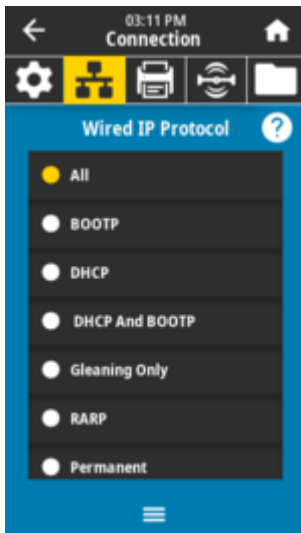 03:11 PM
Connection
Wired IP Protocol
?
All
BOOTP
DHCP
DHCP And BOOTP
Gleaning Only
RARP
Permanent